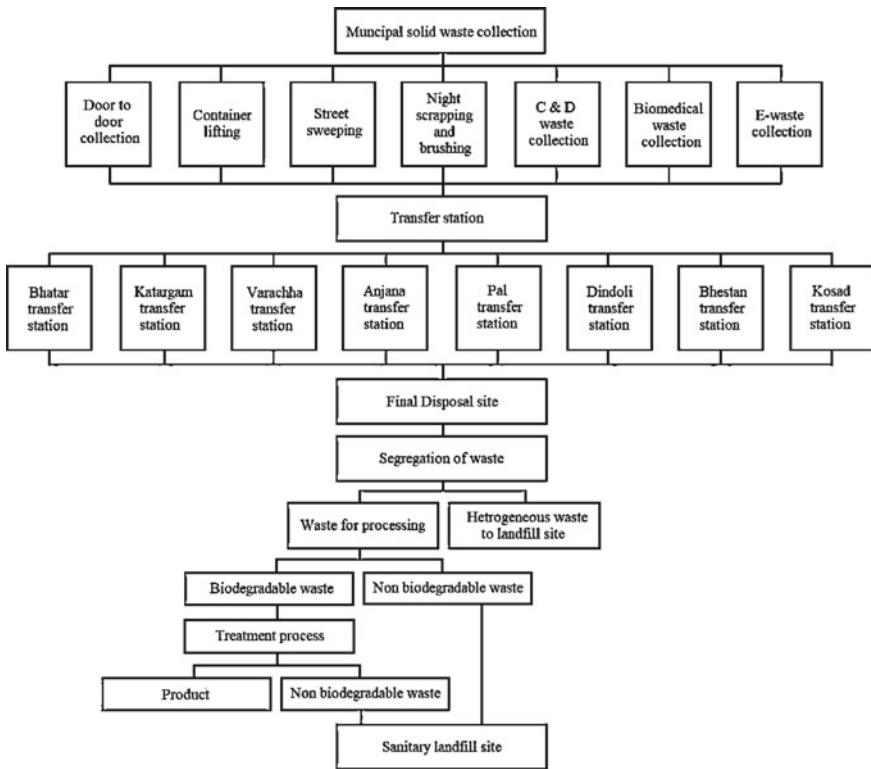 Muncipal solid waste collection
Door to
door
collection
Container
lifting
Street
sweeping
Night
scrapping
and
brushing
C & D
waste
collection
Biomedical
waste
collection
E-waste
collection
Transfer station
Bhatar
transfer
station
Katargam
transfer
station
Varachha
transfer
station
Anjana
transfer
station
Pal
transfer
station
Dindoli
transfer
station
Bhestan
transfer
station
Kosad
transfer
station
Final Disposal site
Segregation of waste
Waste for processing
Hetrogeneous waste
to landfill site
Biodegradable waste
Non biodegradable waste
Treatment process
Product
Non biodegradable waste
Sanitary landfill site